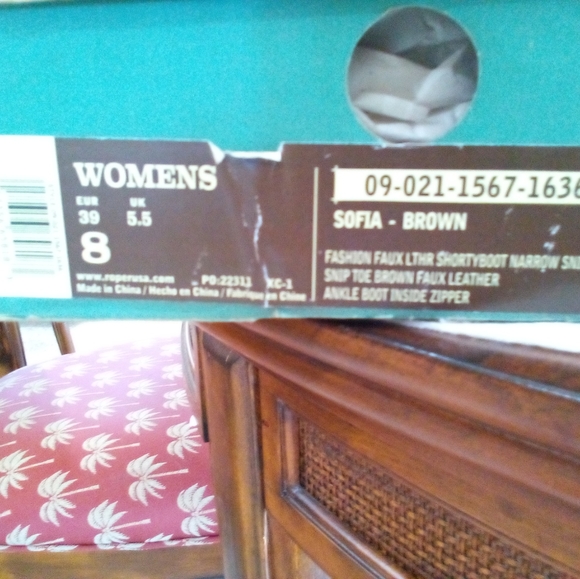 WOMENS
EUR UK
39 5.5
8
www.roperusa.com PO:22311 XC-1
Made in China / Hecho en China / Fabrique en Chine
09-021-1567-1636
SOFIA - BROWN
FASHION FAUX LTHR SHORTYBOOT NARROW SNI
SNIP TOE BROWN FAUX LEATHER
ANKLE BOOT INSIDE ZIPPER